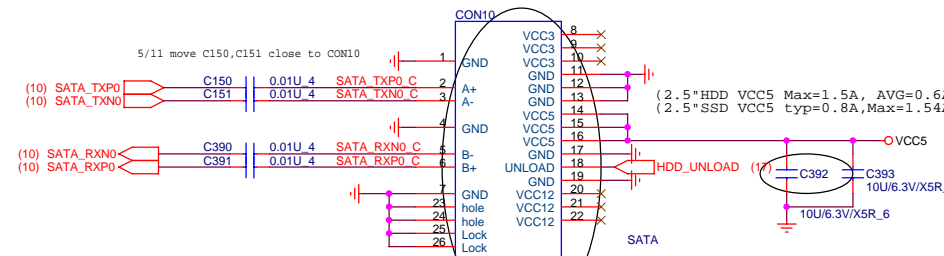 CON10
5/11 move C150,C151 close to CON10
1 GND
(10) SATA_TXP0 C150 0.01U_4 SATA_TXP0_C 2 A+
(10) SATA_TXN0 C151 0.01U_4 SATA_TXN0_C 3 A-
4 GND
(10) SATA_RXN0 C390 0.01U_4 SATA_RXN0_C 5 B-
(10) SATA_RXP0 C391 0.01U_4 SATA_RXP0_C 6 B+
7 GND
23 hole
24 hole
25 Lock
26 Lock
VCC3 8
VCC3 9
VCC3 10
GND 11
GND 12
GND 13
VCC5 14
VCC5 15
VCC5 16
GND 17
UNLOAD 18 HDD_UNLOAD (17)
GND 19
VCC12 20
VCC12 21
VCC12 22
SATA
(2.5"HDD VCC5 Max=1.5A, AVG=0.6A
(2.5"SSD VCC5 typ=0.8A,Max=1.54A
VCC5
C392
C393
10U/6.3V/X5R_
10U/6.3V/X5R_6